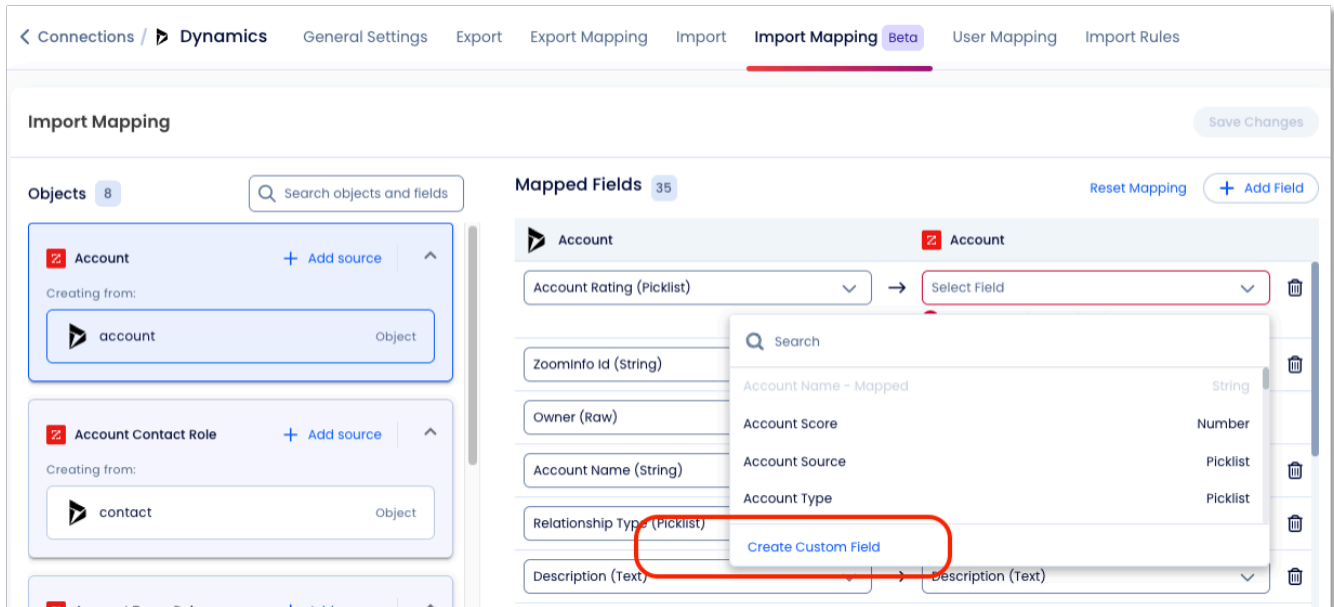 Connections / Dynamics General Settings Export Export Mapping Import Import Mapping Beta User Mapping Import Rules
Import Mapping Save Changes
Objects 8 Search objects and fields
Account + Add source
Creating from:
account Object
Account Contact Role + Add source
Creating from:
contact Object
Mapped Fields 35 Reset Mapping + Add Field
Account Account
Account Rating (Picklist) → Select Field
ZoomInfo Id (String)
Owner (Raw)
Account Name (String)
Relationship Type (Picklist)
Description (Text) → Description (Text)
Search
Account Name - Mapped String
Account Score Number
Account Source Picklist
Account Type Picklist
Create Custom Field